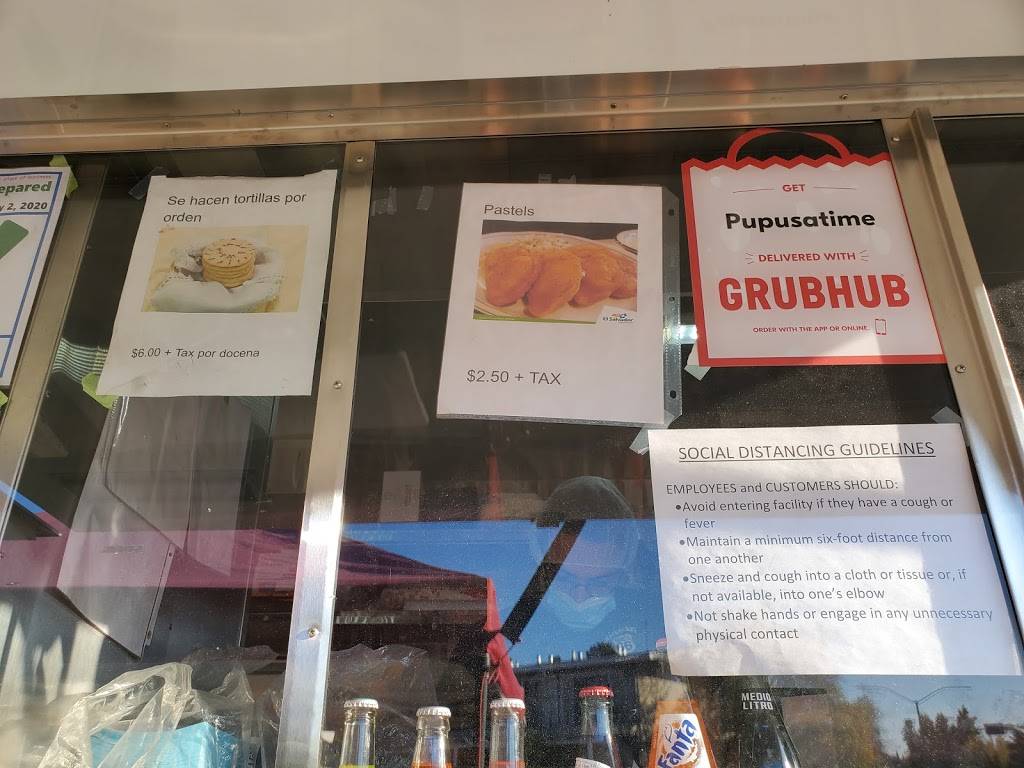 epared
y 2, 2020
Se hacen tortillas por
orden
$6.00 + Tax por docena
Pastels
El Salvador
$2.50 + TAX
GET
Pupusatime
DELIVERED WITH
GRUBHUB
ORDER WITH THE APP OR ONLINE
SOCIAL DISTANCING GUIDELINES
EMPLOYEES and CUSTOMERS SHOULD:
•Avoid entering facility if they have a cough or
fever
•Maintain a minimum six-foot distance from
one another
•Sneeze and cough into a cloth or tissue or, if
not available, into one's elbow
•Not shake hands or engage in any unnecessary
physical contact
MEDIO
LITRO
Fanta